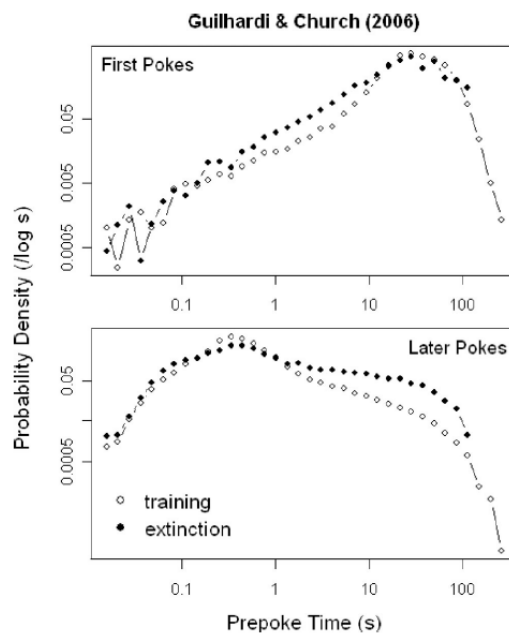 Guilhardi & Church (2006)
First Pokes
0.05
0.005
0.0005
0.1 1 10 100
Probability Density (/log s)
Later Pokes
0.05
0.0005
training
extinction
0.1 1 10 100
Prepoke Time (s)